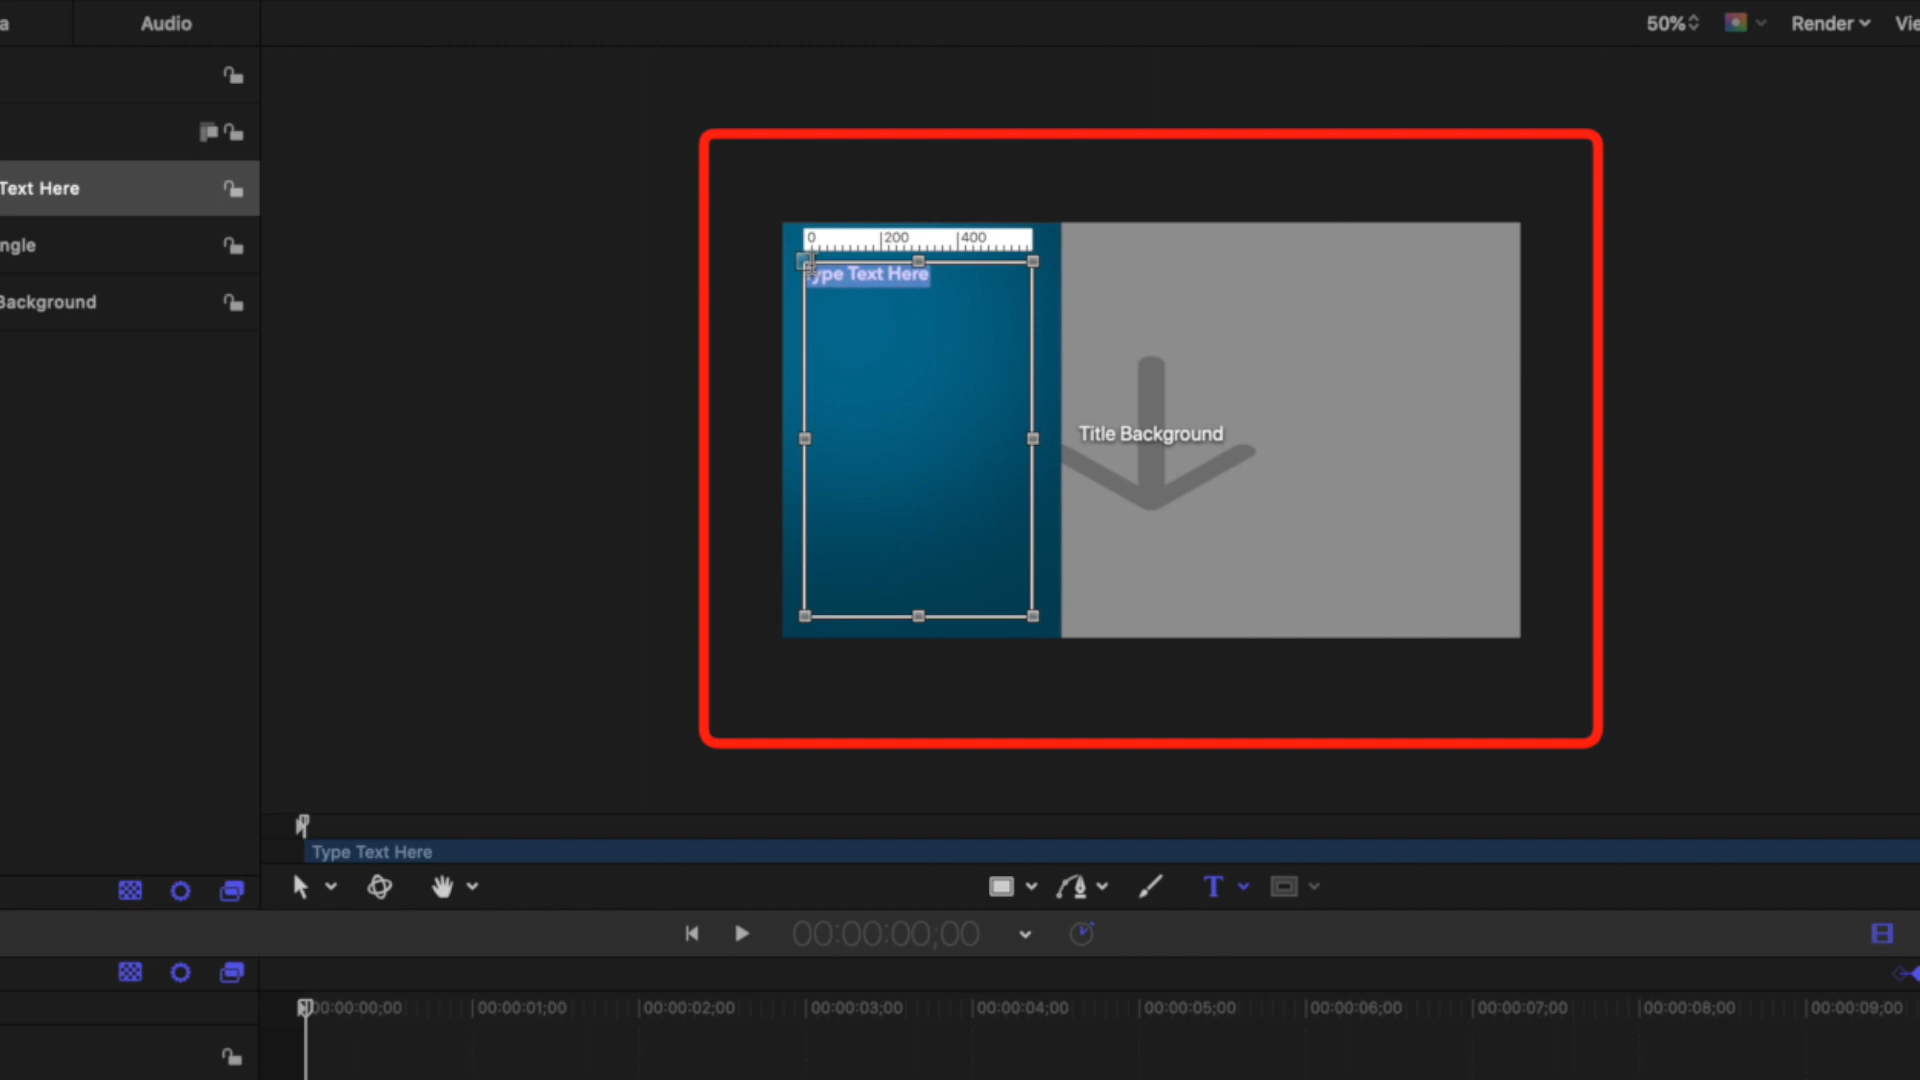 a
Audio
50%
Render
Vie
Text Here
ngle
Background
0 200 400
ype Text Here
Title Background
Type Text Here
T
00:00:00;00
00:00:00;00 00:00:01;00 00:00:02;00 00:00:03;00 00:00:04;00 00:00:05;00 00:00:06;00 00:00:07;00 00:00:08;00 00:00:09;00